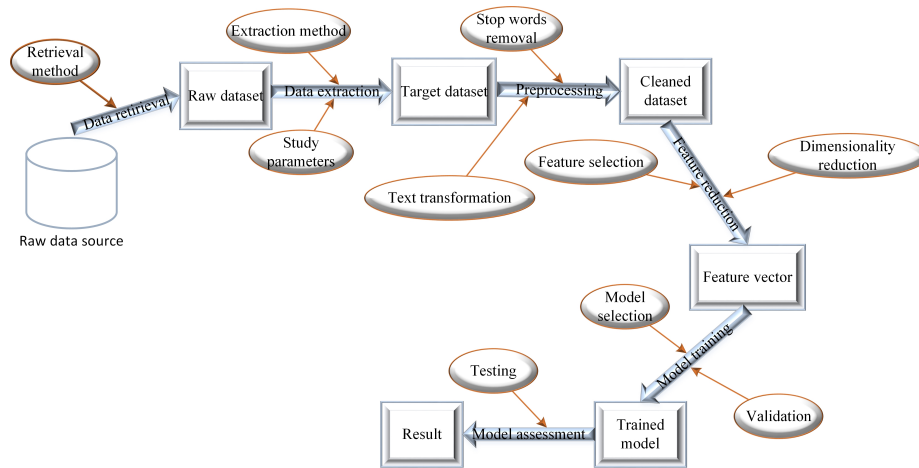 Retrieval
method
Data retrieval
Raw data source
Raw dataset
Extraction method
Data extraction
Study
parameters
Target dataset
Stop words
removal
Preprocessing
Text transformation
Cleaned
dataset
Feature selection
Feature reduction
Dimensionality
reduction
Feature vector
Model
selection
Model training
Validation
Trained
model
Testing
Model assessment
Result